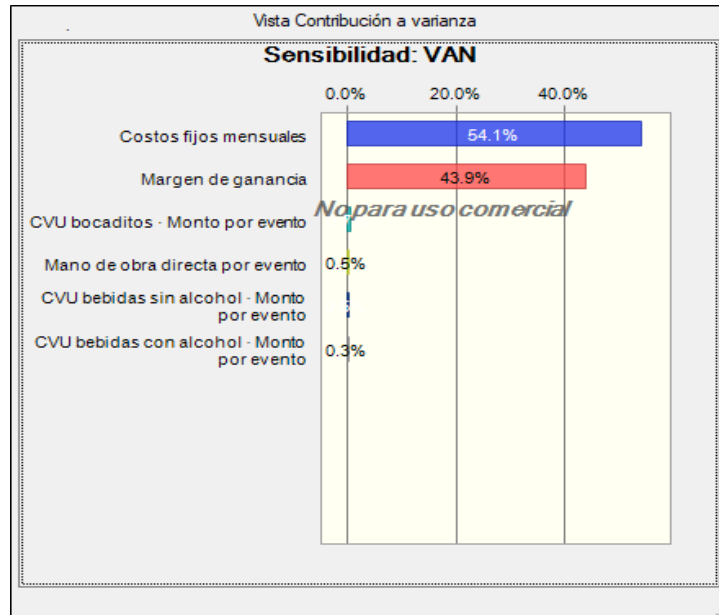 Vista Contribución a varianza
Sensibilidad: VAN
0.0% 20.0% 40.0%
Costos fijos mensuales 54.1%
Margen de ganancia 43.9%
No para uso comercial
CVU bocaditos - Monto por evento
Mano de obra directa por evento 0.5%
CVU bebidas sin alcohol - Monto
por evento
CVU bebidas con alcohol - Monto
por evento 0.3%